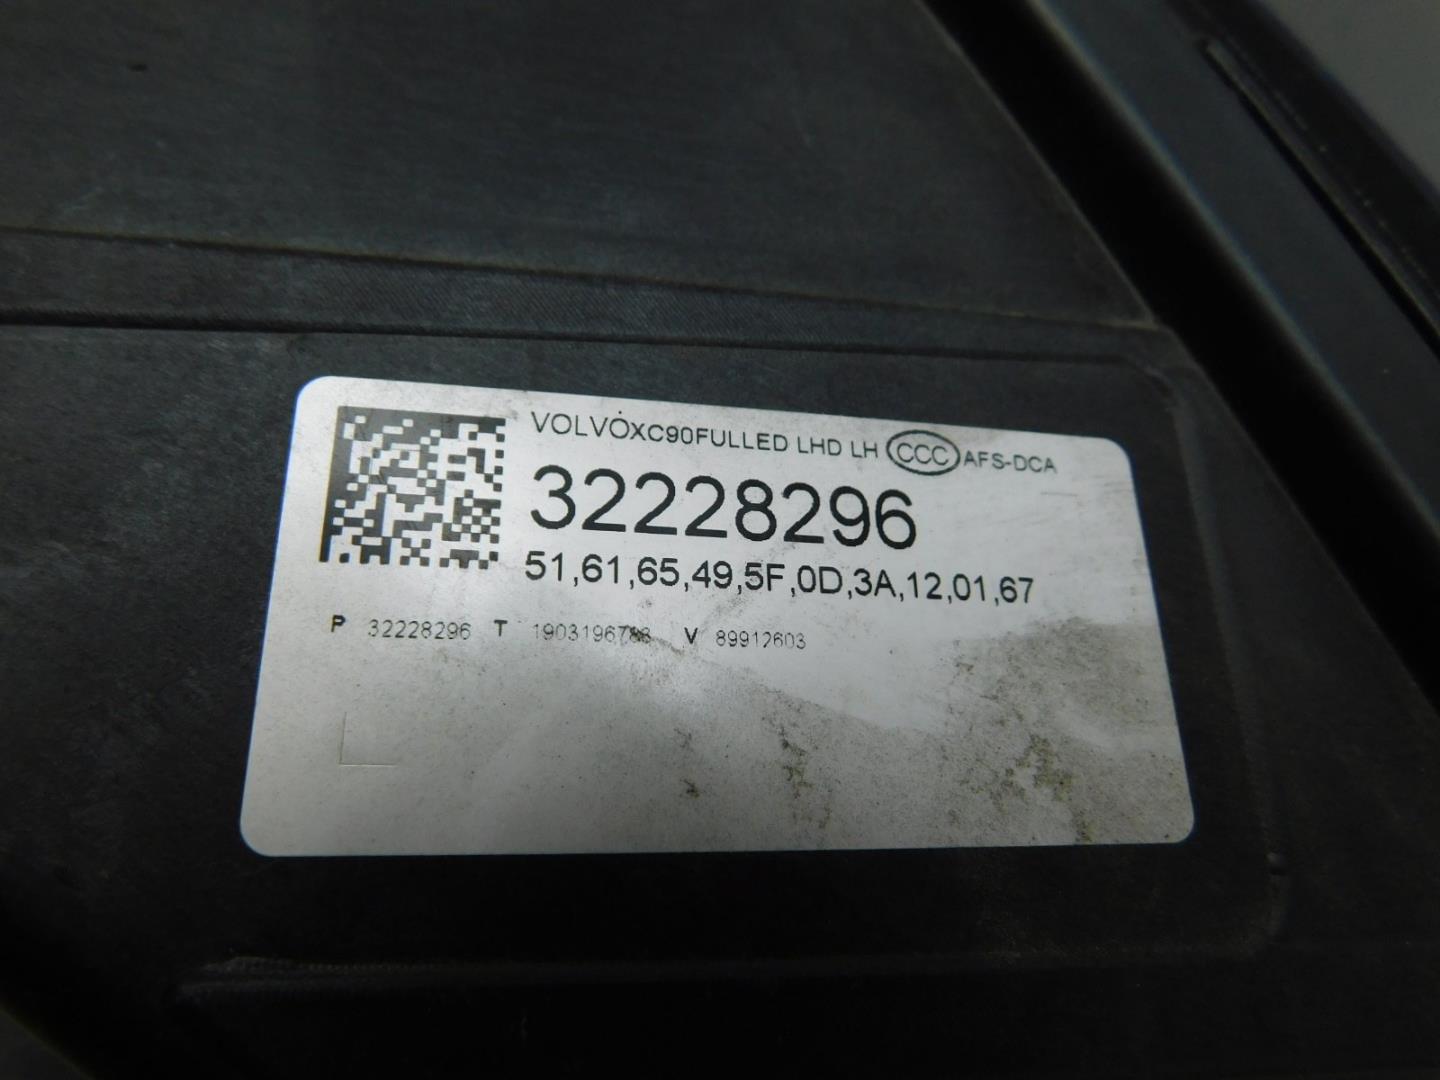 VOLVOXC90FULLED LHD LH CCC AFS-DCA
32228296
51,61,65,49,5F,0D,3A,12,01,67
P 32228296 T 1903196788 V 89912603